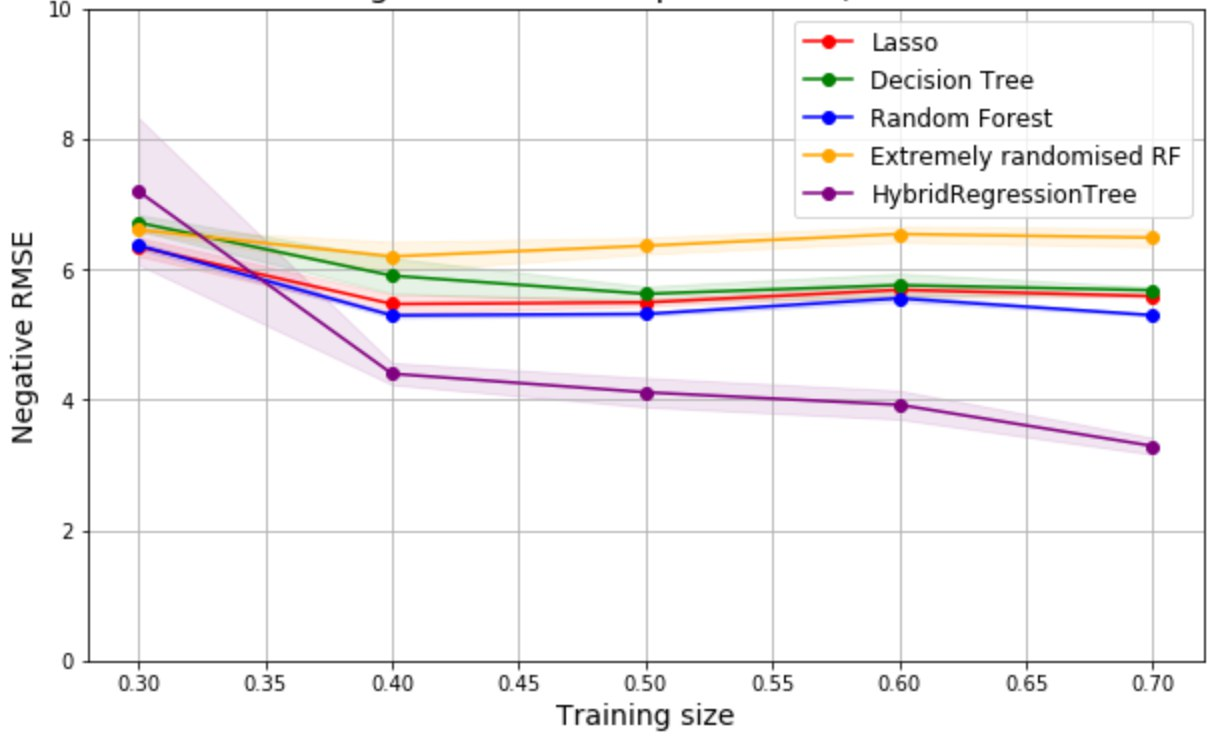 10
8
6
4
2
0
Negative RMSE
Lasso
Decision Tree
Random Forest
Extremely randomised RF
HybridRegressionTree
0.30 0.35 0.40 0.45 0.50 0.55 0.60 0.65 0.70
Training size